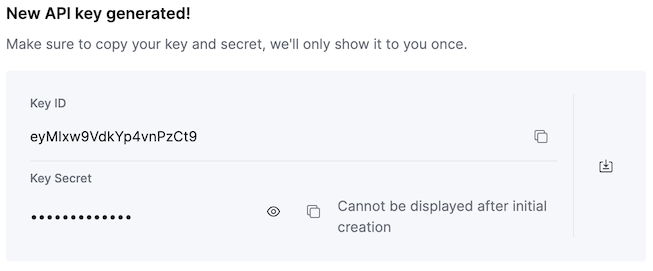 New API key generated!
Make sure to copy your key and secret, we'll only show it to you once.
Key ID
eyMlxw9VdkYp4vnPzCt9
Key Secret
•••••••••••••
Cannot be displayed after initial
creation